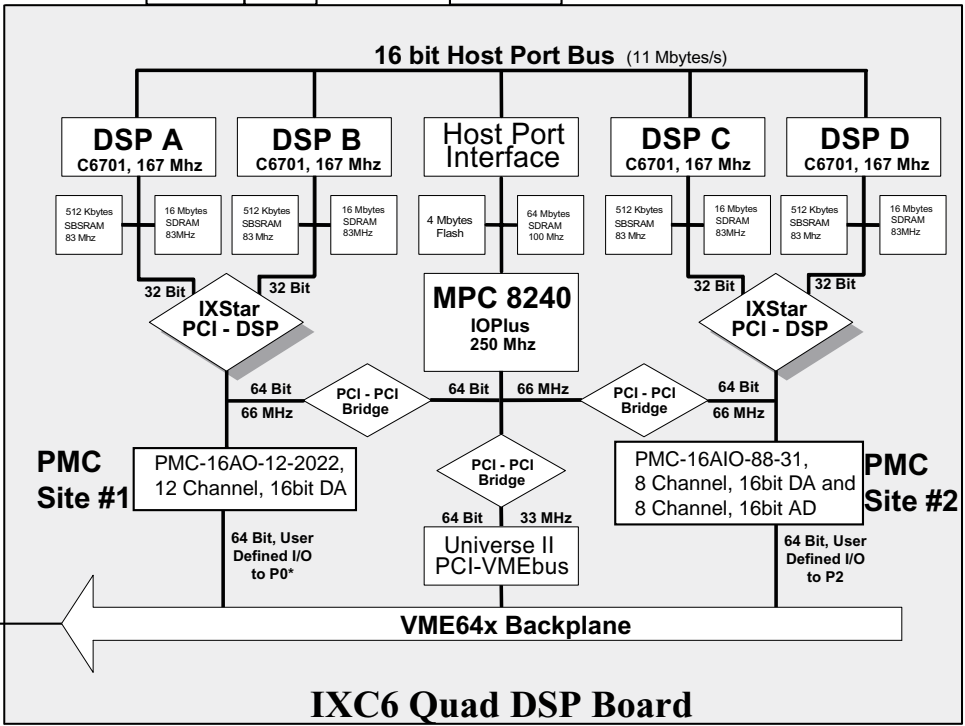 16 bit Host Port Bus (11 Mbytes/s)
DSP A
C6701, 167 Mhz
DSP B
C6701, 167 Mhz
Host Port
Interface
DSP C
C6701, 167 Mhz
DSP D
C6701, 167 Mhz
512 Kbytes
SBSRAM
83 Mhz
16 Mbytes
SDRAM
83MHz
512 Kbytes
SBSRAM
83 Mhz
16 Mbytes
SDRAM
83MHz
4 Mbytes
Flash
64 Mbytes
SDRAM
100 Mhz
512 Kbytes
SBSRAM
83 Mhz
16 Mbytes
SDRAM
83MHz
512 Kbytes
SBSRAM
83 Mhz
16 Mbytes
SDRAM
83MHz
32 Bit
32 Bit
IXStar
PCI - DSP
MPC 8240
IOPlus
250 Mhz
32 Bit
32 Bit
IXStar
PCI - DSP
64 Bit
66 MHz
PCI - PCI
Bridge
64 Bit
66 MHz
PCI - PCI
Bridge
64 Bit
66 MHz
PMC
Site #1
PMC-16AO-12-2022,
12 Channel, 16bit DA
PCI - PCI
Bridge
PMC-16AIO-88-31,
8 Channel, 16bit DA and
8 Channel, 16bit AD
PMC
Site #2
64 Bit
33 MHz
64 Bit, User
Defined I/O
to P0*
Universe II
PCI-VMEbus
64 Bit, User
Defined I/O
to P2
VME64x Backplane
IXC6 Quad DSP Board